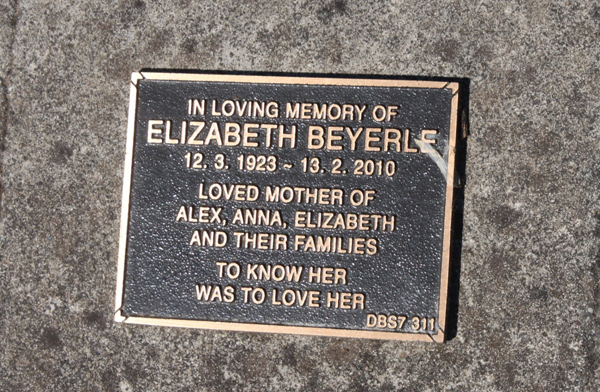 IN LOVING MEMORY OF
ELIZABETH BEYERLE
12. 3. 1923 ~ 13. 2. 2010
LOVED MOTHER OF
ALEX, ANNA, ELIZABETH
AND THEIR FAMILIES
TO KNOW HER
WAS TO LOVE HER
DBS7 311